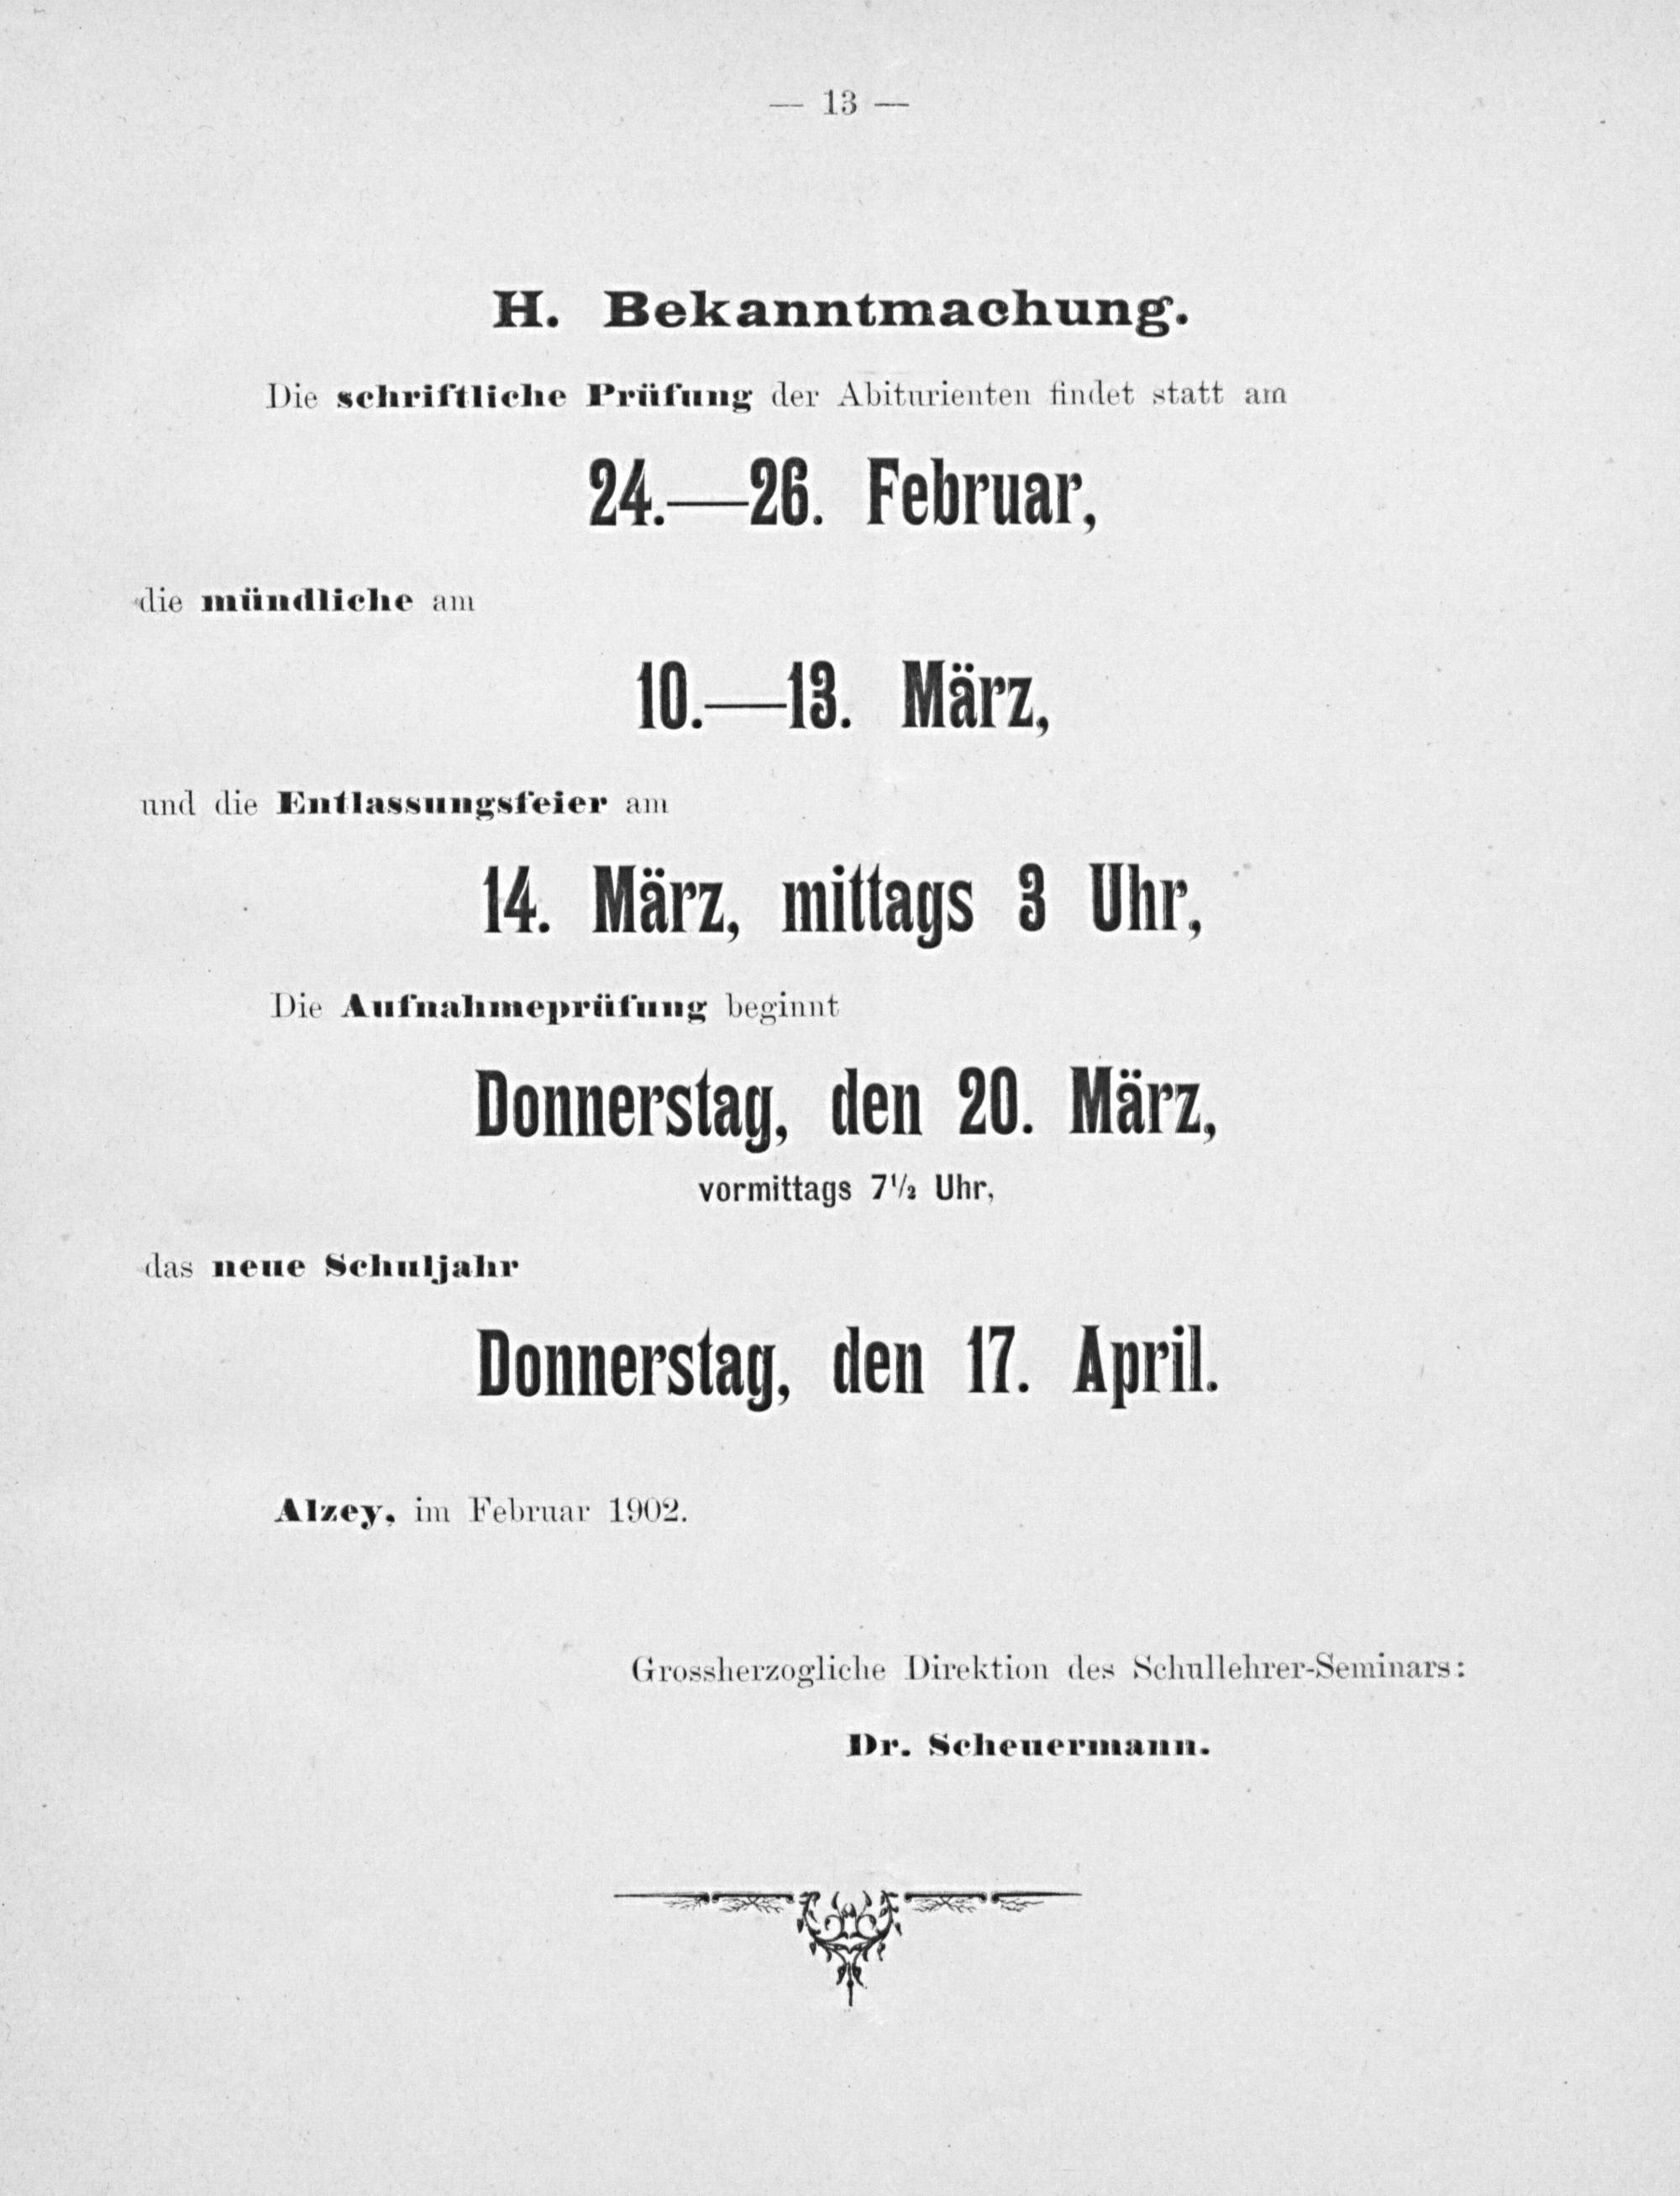 — 13 —
H. Bekanntmachung.
Die schriftliche Prüfung der Abiturienten findet statt am
24.—26. Februar,
die mündliche am
10.—13. März,
und die Entlassungsfeier am
14. März, mittags 3 Uhr,
Die Aufnahmeprüfung beginnt
Donnerstag, den 20. März,
vormittags 7½ Uhr,
das neue Schuljahr
Donnerstag, den 17. April.
Alzey, im Februar 1902.
Grossherzogliche Direktion des Schullehrer-Seminars:
Dr. Scheuermann.